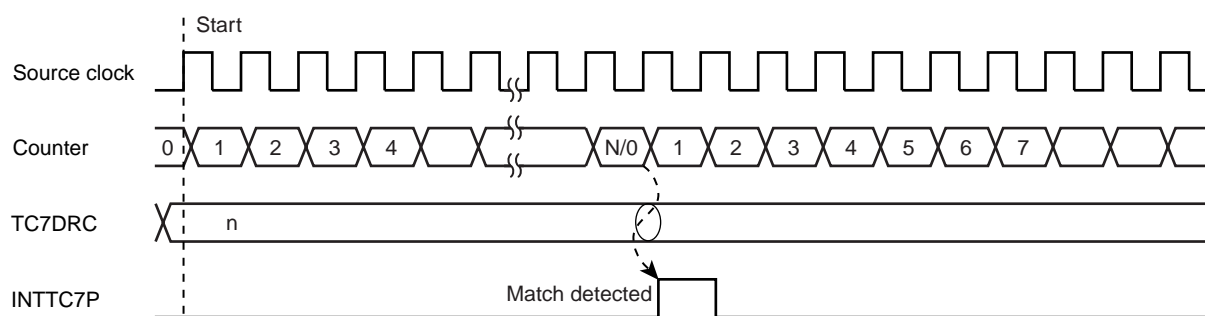 Start
Source clock
Counter 0 1 2 3 4 N/0 1 2 3 4 5 6 7
TC7DRC n
INTTC7P Match detected